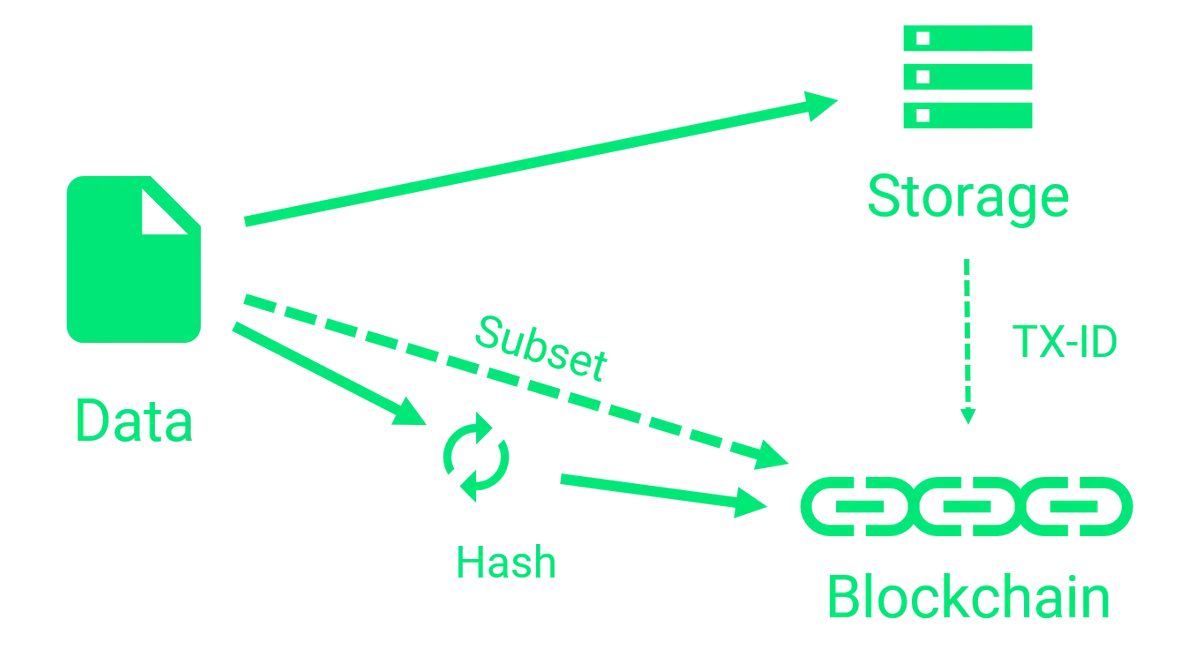 Storage
Subset
TX-ID
Data
Hash
Blockchain